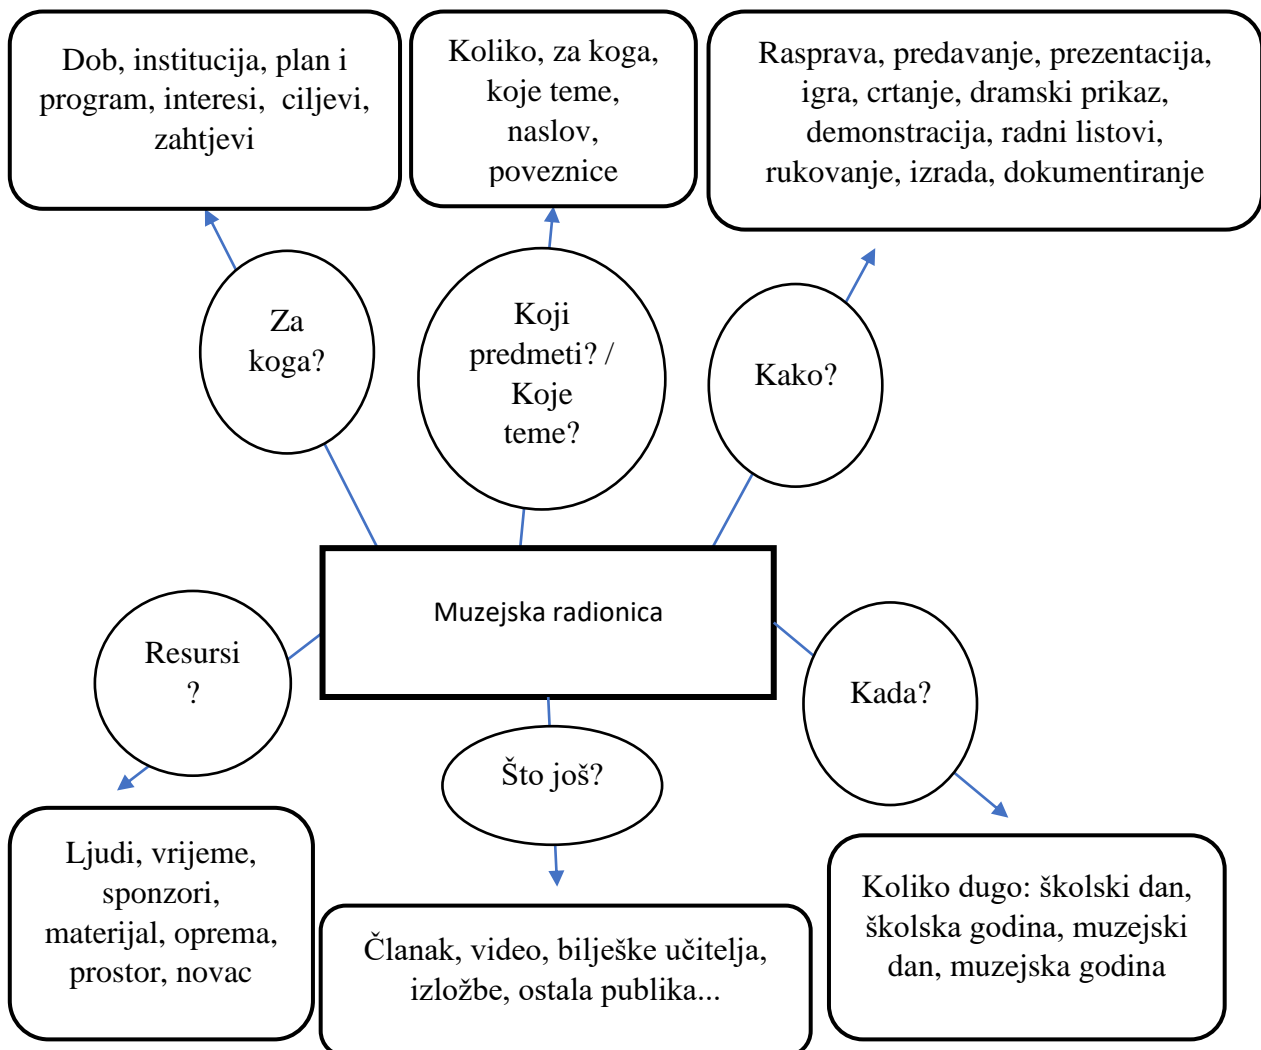 Dob, institucija, plan i
program, interesi, ciljevi,
zahtjevi
Koliko, za koga,
koje teme,
naslov,
poveznice
Rasprava, predavanje, prezentacija,
igra, crtanje, dramski prikaz,
demonstracija, radni listovi,
rukovanje, izrada, dokumentiranje
Za
koga?
Koji
predmeti? /
Koje
teme?
Kako?
Muzejska radionica
Resursi
?
Što još?
Kada?
Ljudi, vrijeme,
sponzori,
materijal, oprema,
prostor, novac
Članak, video, bilješke učitelja,
izložbe, ostala publika...
Koliko dugo: školski dan,
školska godina, muzejski
dan, muzejska godina